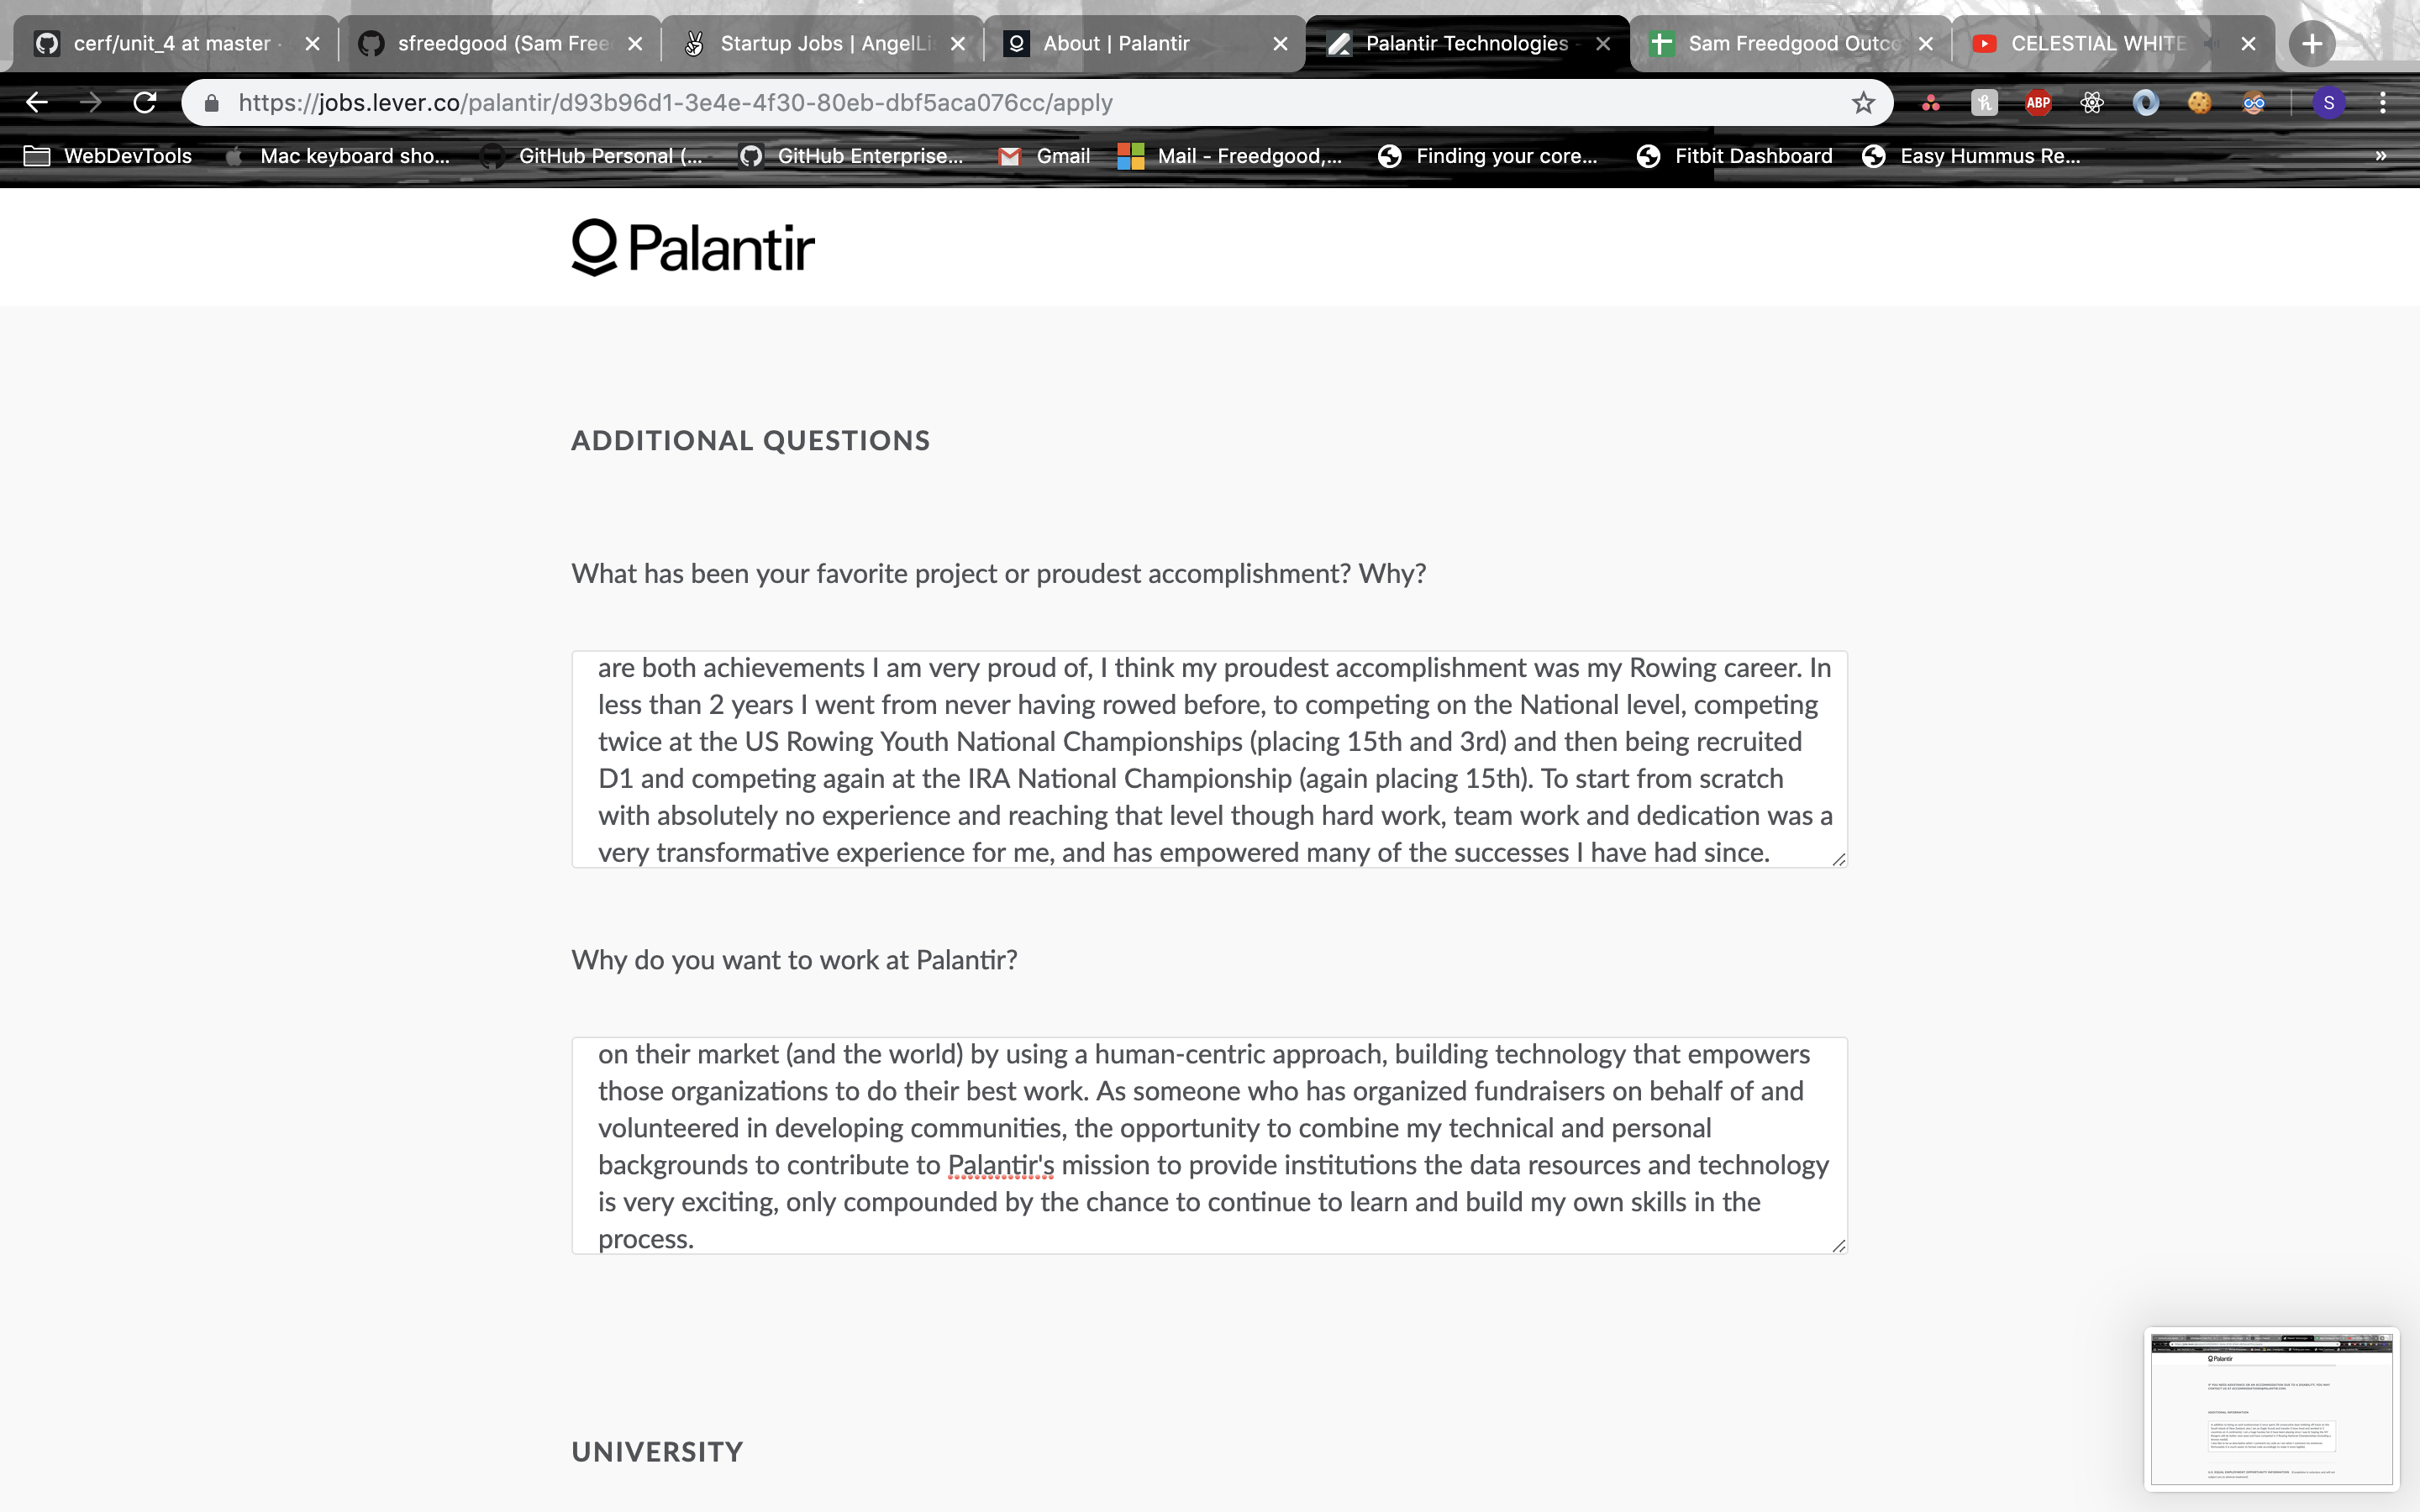 cerf/unit_4 at master ·
sfreedgood (Sam Free
Startup Jobs | AngelLi
About | Palantir
Palantir Technologies -
Sam Freedgood Outco
CELESTIAL WHITE
https://jobs.lever.co/palantir/d93b96d1-3e4e-4f30-80eb-dbf5aca076cc/apply
ABP
S
WebDevTools
Mac keyboard sho...
GitHub Personal (...
GitHub Enterprise...
Gmail
Mail - Freedgood,...
Finding your core...
Fitbit Dashboard
Easy Hummus Re...
»
Palantir
ADDITIONAL QUESTIONS
What has been your favorite project or proudest accomplishment? Why?
are both achievements I am very proud of, I think my proudest accomplishment was my Rowing career. In
less than 2 years I went from never having rowed before, to competing on the National level, competing
twice at the US Rowing Youth National Championships (placing 15th and 3rd) and then being recruited
D1 and competing again at the IRA National Championship (again placing 15th). To start from scratch
with absolutely no experience and reaching that level though hard work, team work and dedication was a
very transformative experience for me, and has empowered many of the successes I have had since.
Why do you want to work at Palantir?
on their market (and the world) by using a human-centric approach, building technology that empowers
those organizations to do their best work. As someone who has organized fundraisers on behalf of and
volunteered in developing communities, the opportunity to combine my technical and personal
backgrounds to contribute to Palantir's mission to provide institutions the data resources and technology
is very exciting, only compounded by the chance to continue to learn and build my own skills in the
process.
UNIVERSITY
Palantir